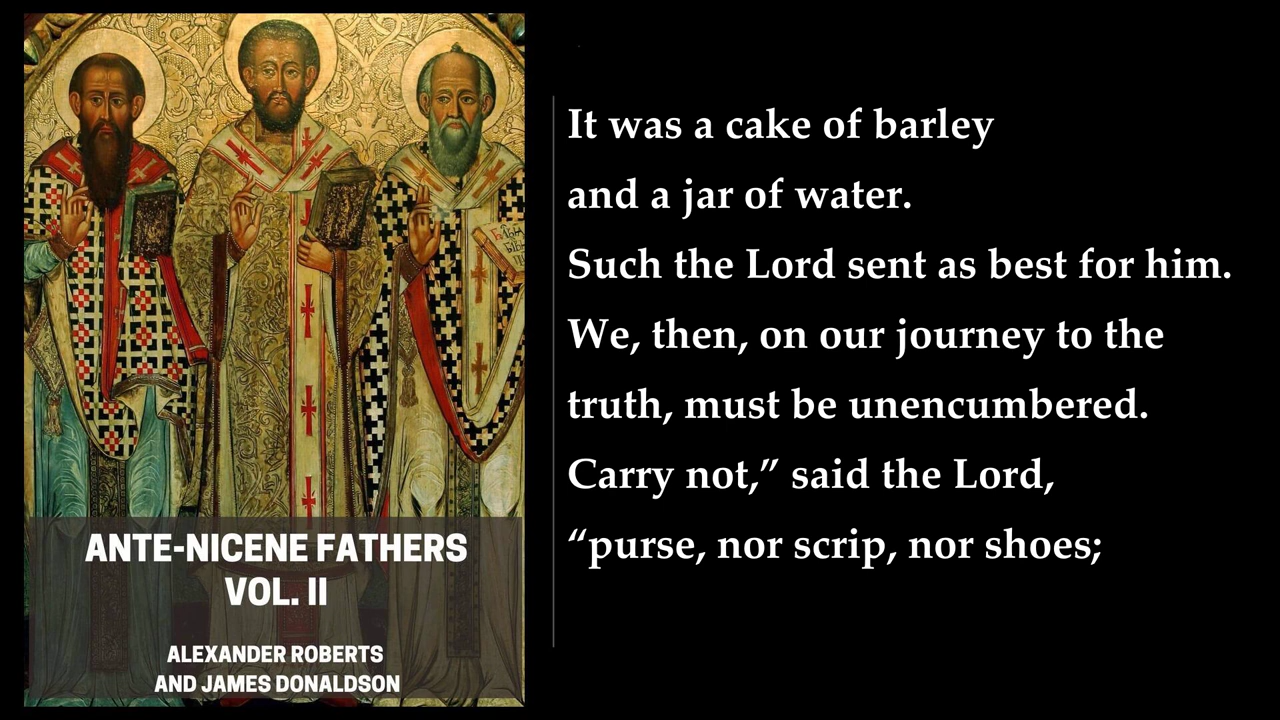 ANTE-NICENE FATHERS
VOL. II
ALEXANDER ROBERTS
AND JAMES DONALDSON
It was a cake of barley
and a jar of water.
Such the Lord sent as best for him.
We, then, on our journey to the
truth, must be unencumbered.
Carry not,” said the Lord,
“purse, nor scrip, nor shoes;